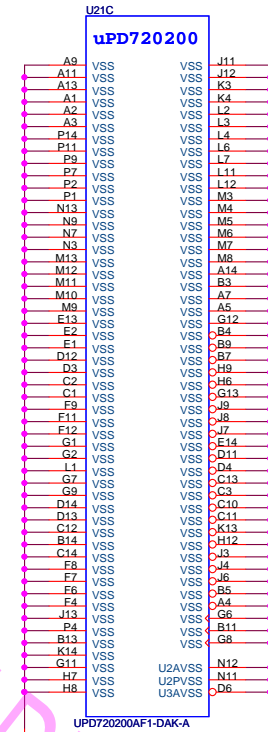 U21C
uPD720200
A9 VSS VSS J11
A11 VSS VSS J12
A13 VSS VSS K3
A1 VSS VSS K4
A2 VSS VSS L2
A3 VSS VSS L3
P14 VSS VSS L4
P11 VSS VSS L6
P9 VSS VSS L7
P7 VSS VSS L11
P2 VSS VSS L12
P1 VSS VSS M3
N13 VSS VSS M4
N9 VSS VSS M5
N7 VSS VSS M6
N3 VSS VSS M7
M13 VSS VSS M8
M12 VSS VSS A14
M11 VSS VSS B3
M10 VSS VSS A7
M9 VSS VSS A5
E13 VSS VSS G12
E2 VSS VSS B4
E1 VSS VSS B9
D12 VSS VSS B7
D3 VSS VSS H9
C2 VSS VSS H6
C1 VSS VSS G13
F9 VSS VSS J9
F11 VSS VSS J8
F12 VSS VSS J7
G1 VSS VSS E14
G2 VSS VSS D11
L1 VSS VSS D4
G7 VSS VSS C13
G9 VSS VSS C3
D14 VSS VSS C10
D13 VSS VSS C11
C12 VSS VSS K13
B14 VSS VSS H12
C14 VSS VSS J3
F8 VSS VSS J4
F7 VSS VSS J6
F6 VSS VSS B5
F4 VSS VSS A4
J13 VSS VSS G6
P4 VSS VSS B11
B13 VSS VSS G8
K14 VSS
G11 VSS U2AVSS N12
H7 VSS U2PVSS N11
H8 VSS U3AVSS D6
UPD720200AF1-DAK-A